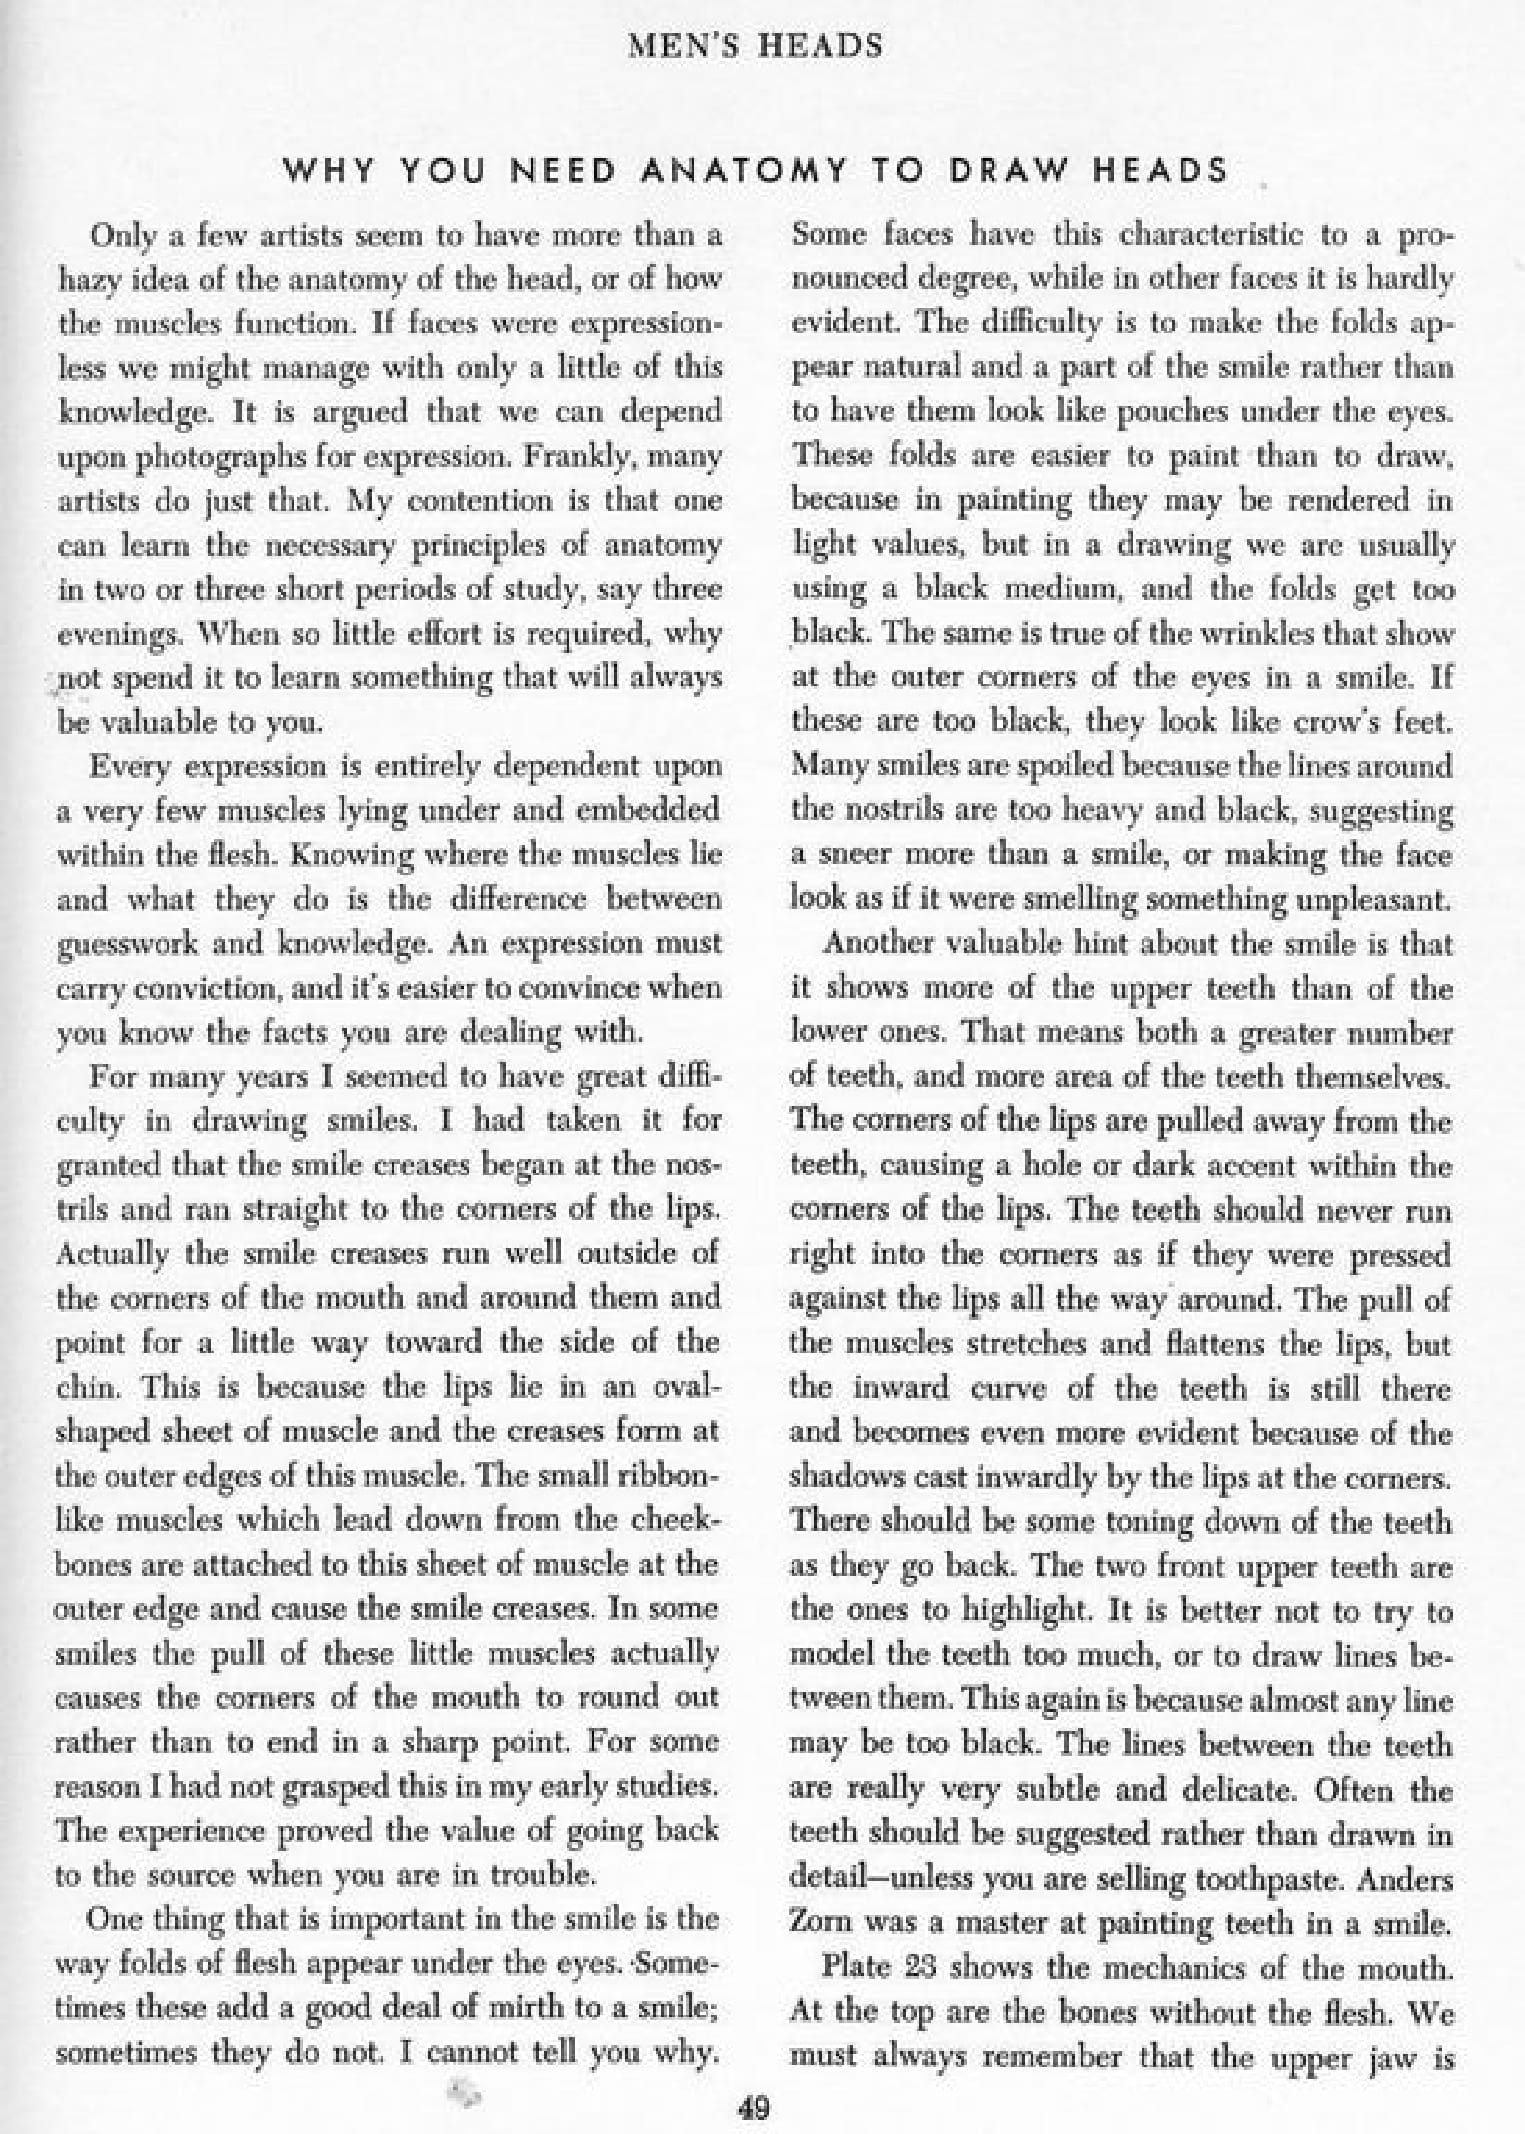 MEN'S HEADS
WHY YOU NEED ANATOMY TO DRAW HEADS
Only a few artists seem to have more than a
hazy idea of the anatomy of the head, or of how
the muscles function. If faces were expression-
less we might manage with only a little of this
knowledge. It is argued that we can depend
upon photographs for expression. Frankly, many
artists do just that. My contention is that one
can learn the necessary principles of anatomy
in two or three short periods of study, say three
evenings. When so little effort is required, why
not spend it to learn something that will always
be valuable to you.
Every expression is entirely dependent upon
a very few muscles lying under and embedded
within the flesh. Knowing where the muscles lie
and what they do is the difference between
guesswork and knowledge. An expression must
carry conviction, and it's easier to convince when
you know the facts you are dealing with.
For many years I seemed to have great diffi-
culty in drawing smiles. I had taken it for
granted that the smile creases began at the nos-
trils and ran straight to the corners of the lips.
Actually the smile creases run well outside of
the corners of the mouth and around them and
point for a little way toward the side of the
chin. This is because the lips lie in an oval-
shaped sheet of muscle and the creases form at
the outer edges of this muscle. The small ribbon-
like muscles which lead down from the cheek-
bones are attached to this sheet of muscle at the
outer edge and cause the smile creases. In some
smiles the pull of these little muscles actually
causes the corners of the mouth to round out
rather than to end in a sharp point. For some
reason I had not grasped this in my early studies.
The experience proved the value of going back
to the source when you are in trouble.
One thing that is important in the smile is the
way folds of flesh appear under the eyes. Some-
times these add a good deal of mirth to a smile;
sometimes they do not. I cannot tell you why.
Some faces have this characteristic to a pro-
nounced degree, while in other faces it is hardly
evident. The difficulty is to make the folds ap-
pear natural and a part of the smile rather than
to have them look like pouches under the eyes.
These folds are easier to paint than to draw,
because in painting they may be rendered in
light values, but in a drawing we are usually
using a black medium, and the folds get too
black. The same is true of the wrinkles that show
at the outer corners of the eyes in a smile. If
these are too black, they look like crow's feet.
Many smiles are spoiled because the lines around
the nostrils are too heavy and black, suggesting
a sneer more than a smile, or making the face
look as if it were smelling something unpleasant.
Another valuable hint about the smile is that
it shows more of the upper teeth than of the
lower ones. That means both a greater number
of teeth, and more area of the teeth themselves.
The corners of the lips are pulled away from the
teeth, causing a hole or dark accent within the
corners of the lips. The teeth should never run
right into the corners as if they were pressed
against the lips all the way around. The pull of
the muscles stretches and flattens the lips, but
the inward curve of the teeth is still there
and becomes even more evident because of the
shadows cast inwardly by the lips at the corners.
There should be some toning down of the teeth
as they go back. The two front upper teeth are
the ones to highlight. It is better not to try to
model the teeth too much, or to draw lines be-
tween them. This again is because almost any line
may be too black. The lines between the teeth
are really very subtle and delicate. Often the
teeth should be suggested rather than drawn in
detail—unless you are selling toothpaste. Anders
Zorn was a master at painting teeth in a smile.
Plate 23 shows the mechanics of the mouth.
At the top are the bones without the flesh. We
must always remember that the upper jaw is
49